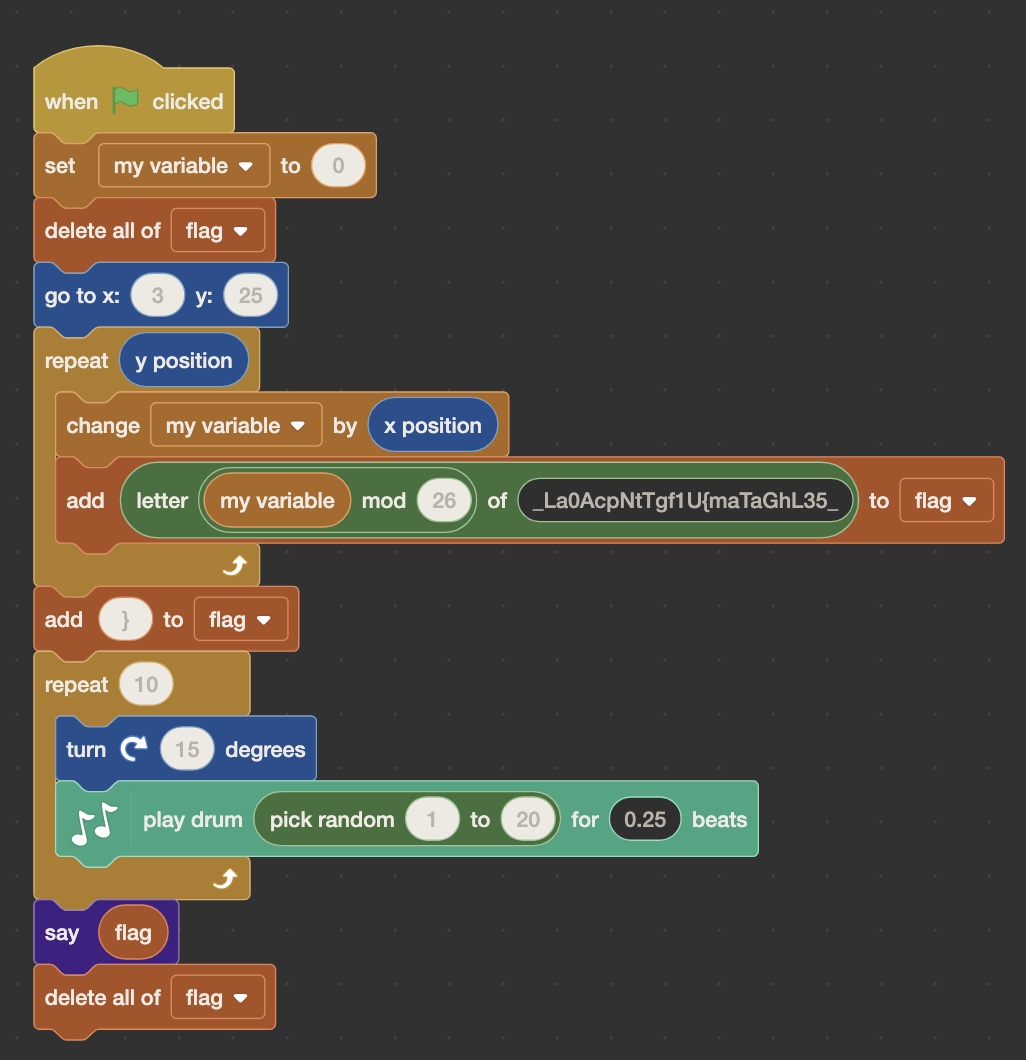 when clicked
set my variable to 0
delete all of flag
go to x: 3 y: 25
repeat y position
change my variable by x position
add letter my variable mod 26 of _La0AcpNtTgf1U{maTaGhL35_ to flag
add } to flag
repeat 10
turn 15 degrees
play drum pick random 1 to 20 for 0.25 beats
say flag
delete all of flag